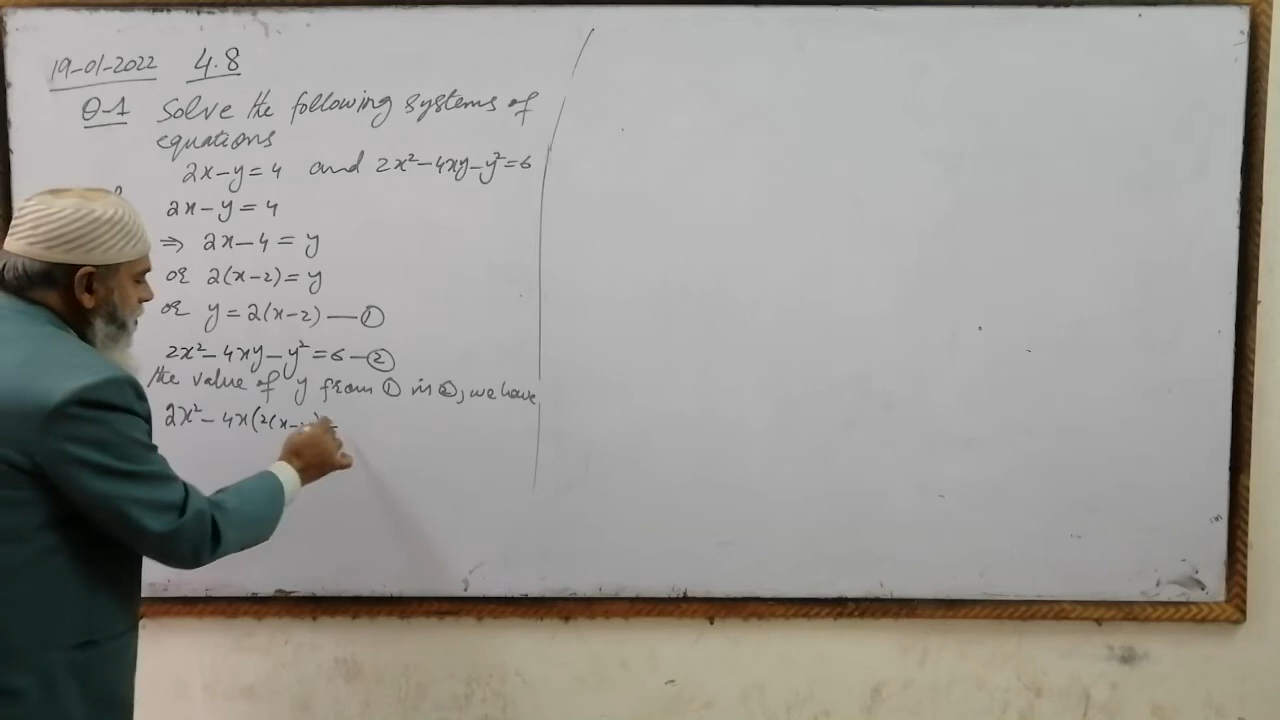 19-01-2022 4.8
Q-1 Solve the following systems of
equations
2x-y=4 and 2x²-4xy-y²=6
2x-y=4
⇒ 2x-4=y
or 2(x-2)=y
or y=2(x-2)—①
2x²-4xy-y²=6—②
the value of y from ① in ②, we have
2x²-4x(2(x-